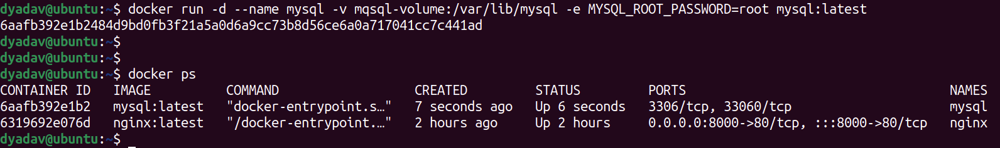 dyadav@ubuntu:~$ docker run -d --name mysql -v mqsql-volume:/var/lib/mysql -e MYSQL_ROOT_PASSWORD=root mysql:latest
6aafb392e1b2484d9bd0fb3f21a5a0d6a9cc73b8d56ce6a0a717041cc7c441ad
dyadav@ubuntu:~$
dyadav@ubuntu:~$
dyadav@ubuntu:~$ docker ps
CONTAINER ID   IMAGE          COMMAND                  CREATED         STATUS         PORTS                                   NAMES
6aafb392e1b2   mysql:latest   "docker-entrypoint.s…"   7 seconds ago   Up 6 seconds   3306/tcp, 33060/tcp                     mysql
6319692e076d   nginx:latest   "/docker-entrypoint.…"   2 hours ago     Up 2 hours     0.0.0.0:8000->80/tcp, :::8000->80/tcp   nginx
dyadav@ubuntu:~$